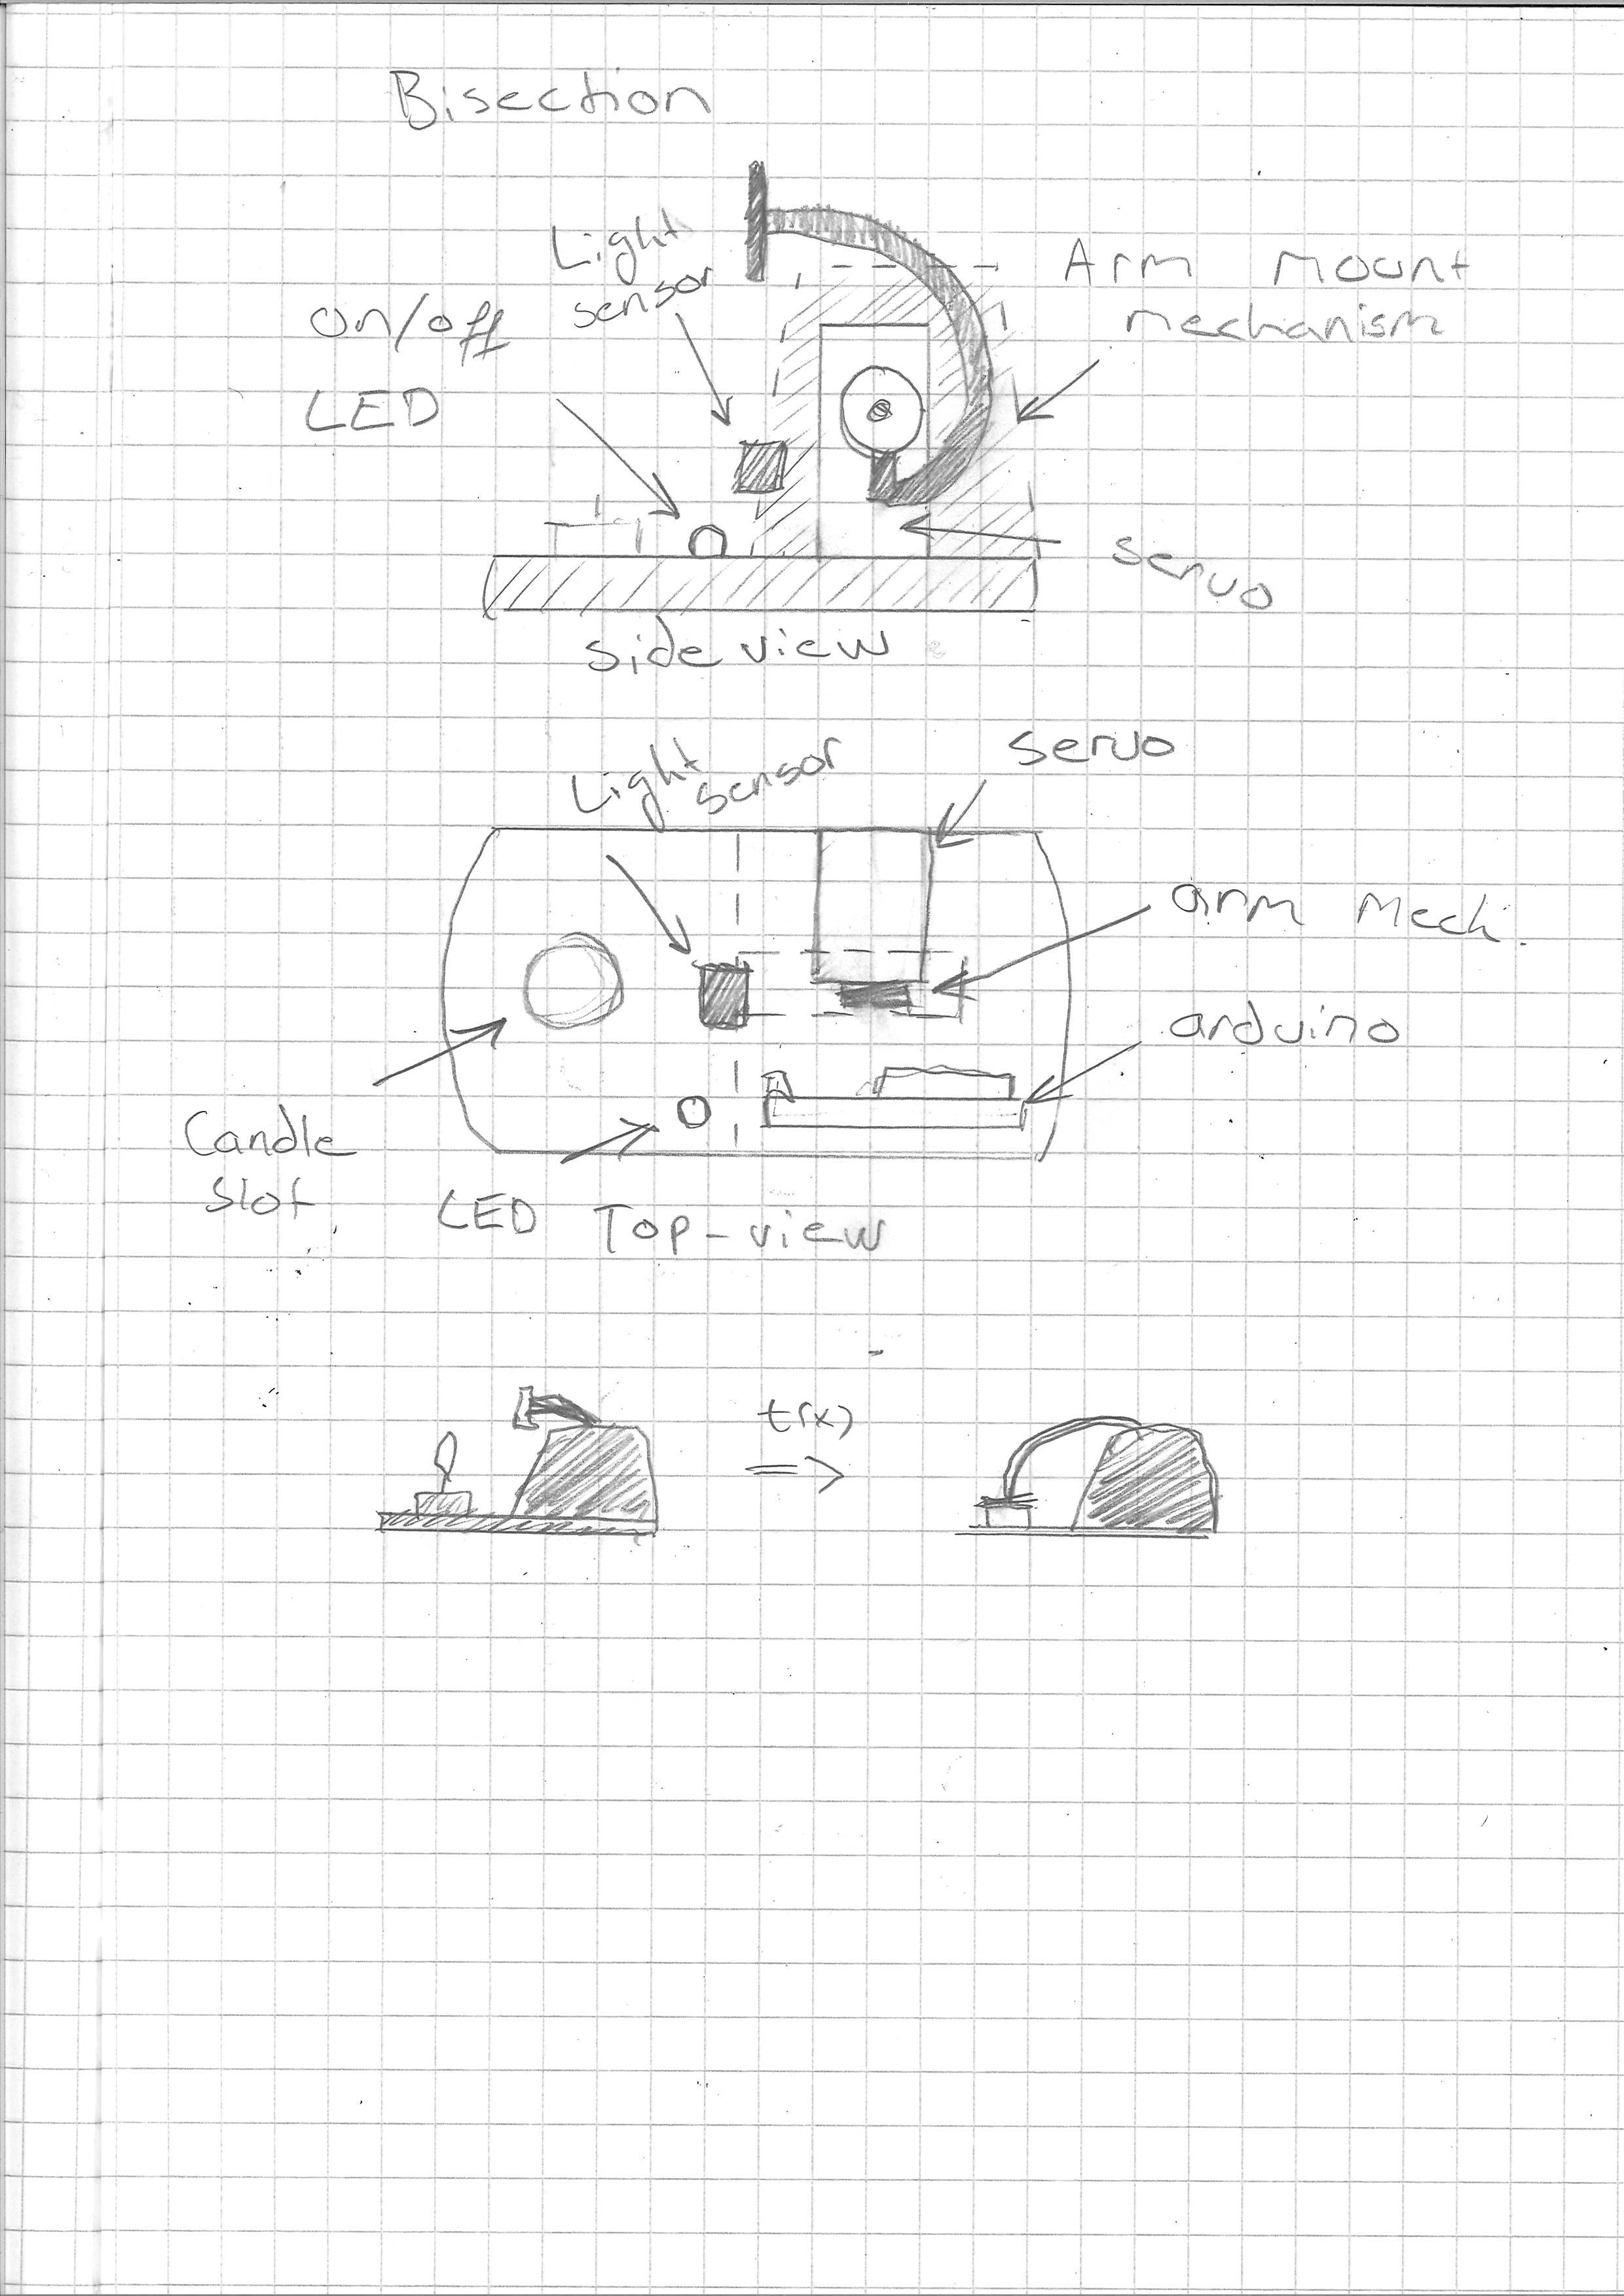 Bisection
Light
sensor
on/off
LED
Arm Mount
mechanism
servo
side view
Light
sensor
servo
arm Mech.
arduino
Candle
slot
LED
Top-view
t(x)